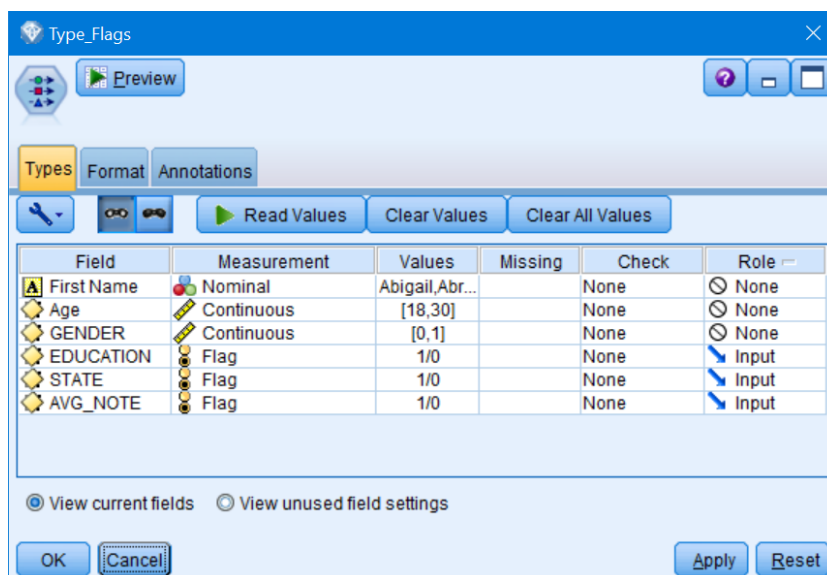 Type_Flags
Preview
Types Format Annotations
Read Values Clear Values Clear All Values
Field Measurement Values Missing Check Role
A First Name Nominal Abigail,Abr... None None
Age Continuous [18,30] None None
GENDER Continuous [0,1] None None
EDUCATION Flag 1/0 None Input
STATE Flag 1/0 None Input
AVG_NOTE Flag 1/0 None Input
View current fields View unused field settings
OK Cancel Apply Reset